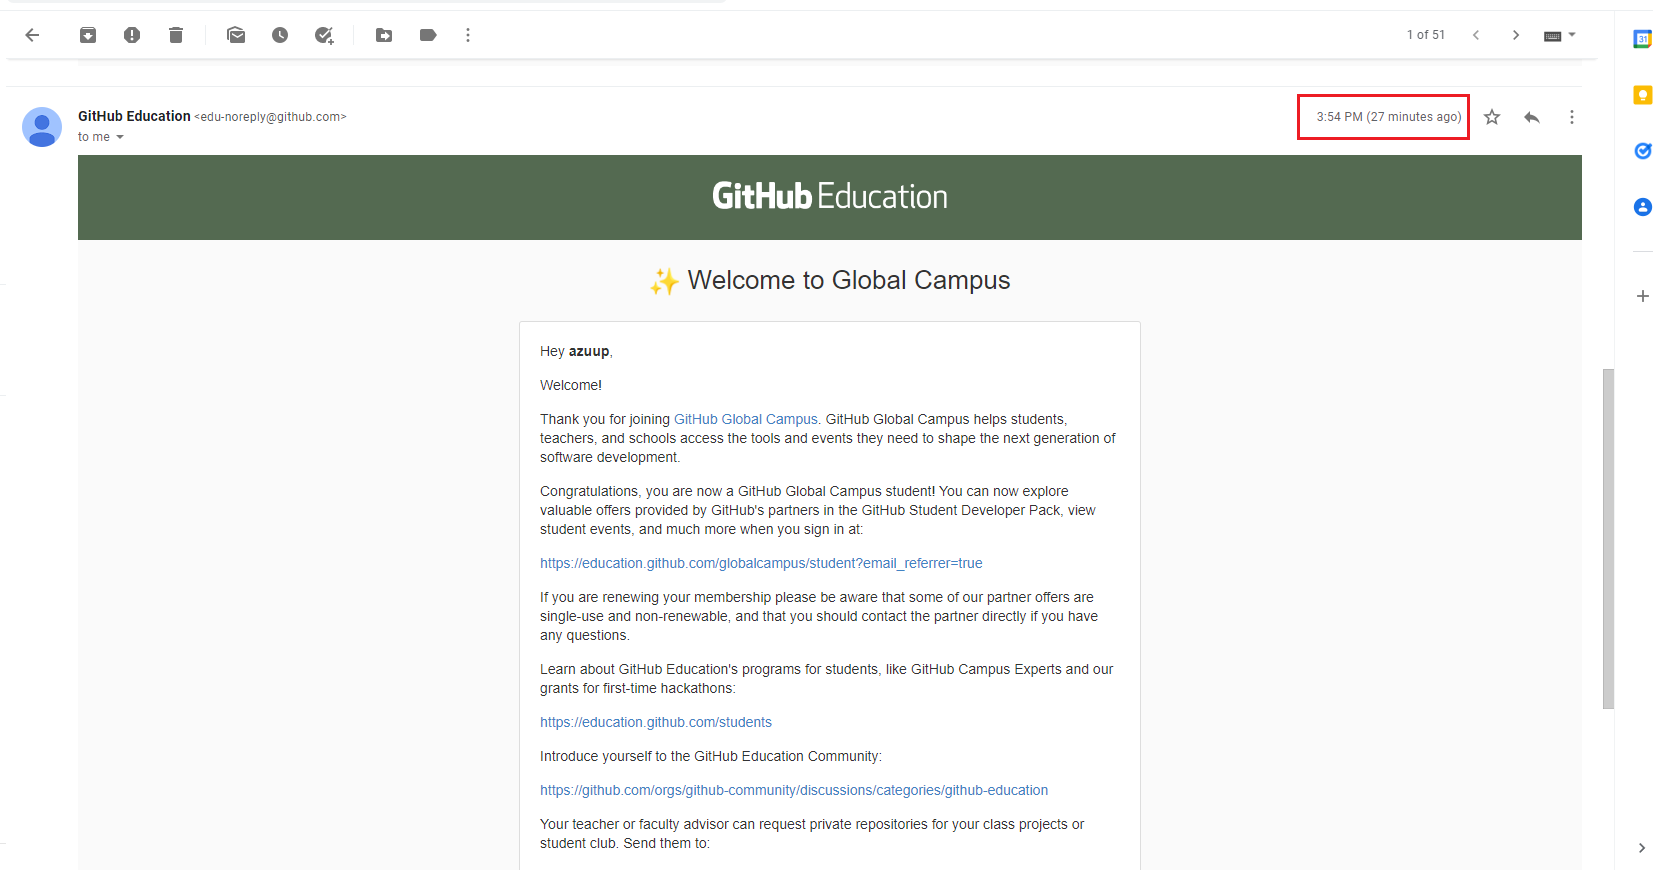 1 of 51
31
GitHub Education <edu-noreply@github.com>
3:54 PM (27 minutes ago)
to me
GitHub Education
✨ Welcome to Global Campus
Hey azuup,
Welcome!
Thank you for joining GitHub Global Campus. GitHub Global Campus helps students,
teachers, and schools access the tools and events they need to shape the next generation of
software development.
Congratulations, you are now a GitHub Global Campus student! You can now explore
valuable offers provided by GitHub's partners in the GitHub Student Developer Pack, view
student events, and much more when you sign in at:
https://education.github.com/globalcampus/student?email_referrer=true
If you are renewing your membership please be aware that some of our partner offers are
single-use and non-renewable, and that you should contact the partner directly if you have
any questions.
Learn about GitHub Education's programs for students, like GitHub Campus Experts and our
grants for first-time hackathons:
https://education.github.com/students
Introduce yourself to the GitHub Education Community:
https://github.com/orgs/github-community/discussions/categories/github-education
Your teacher or faculty advisor can request private repositories for your class projects or
student club. Send them to: